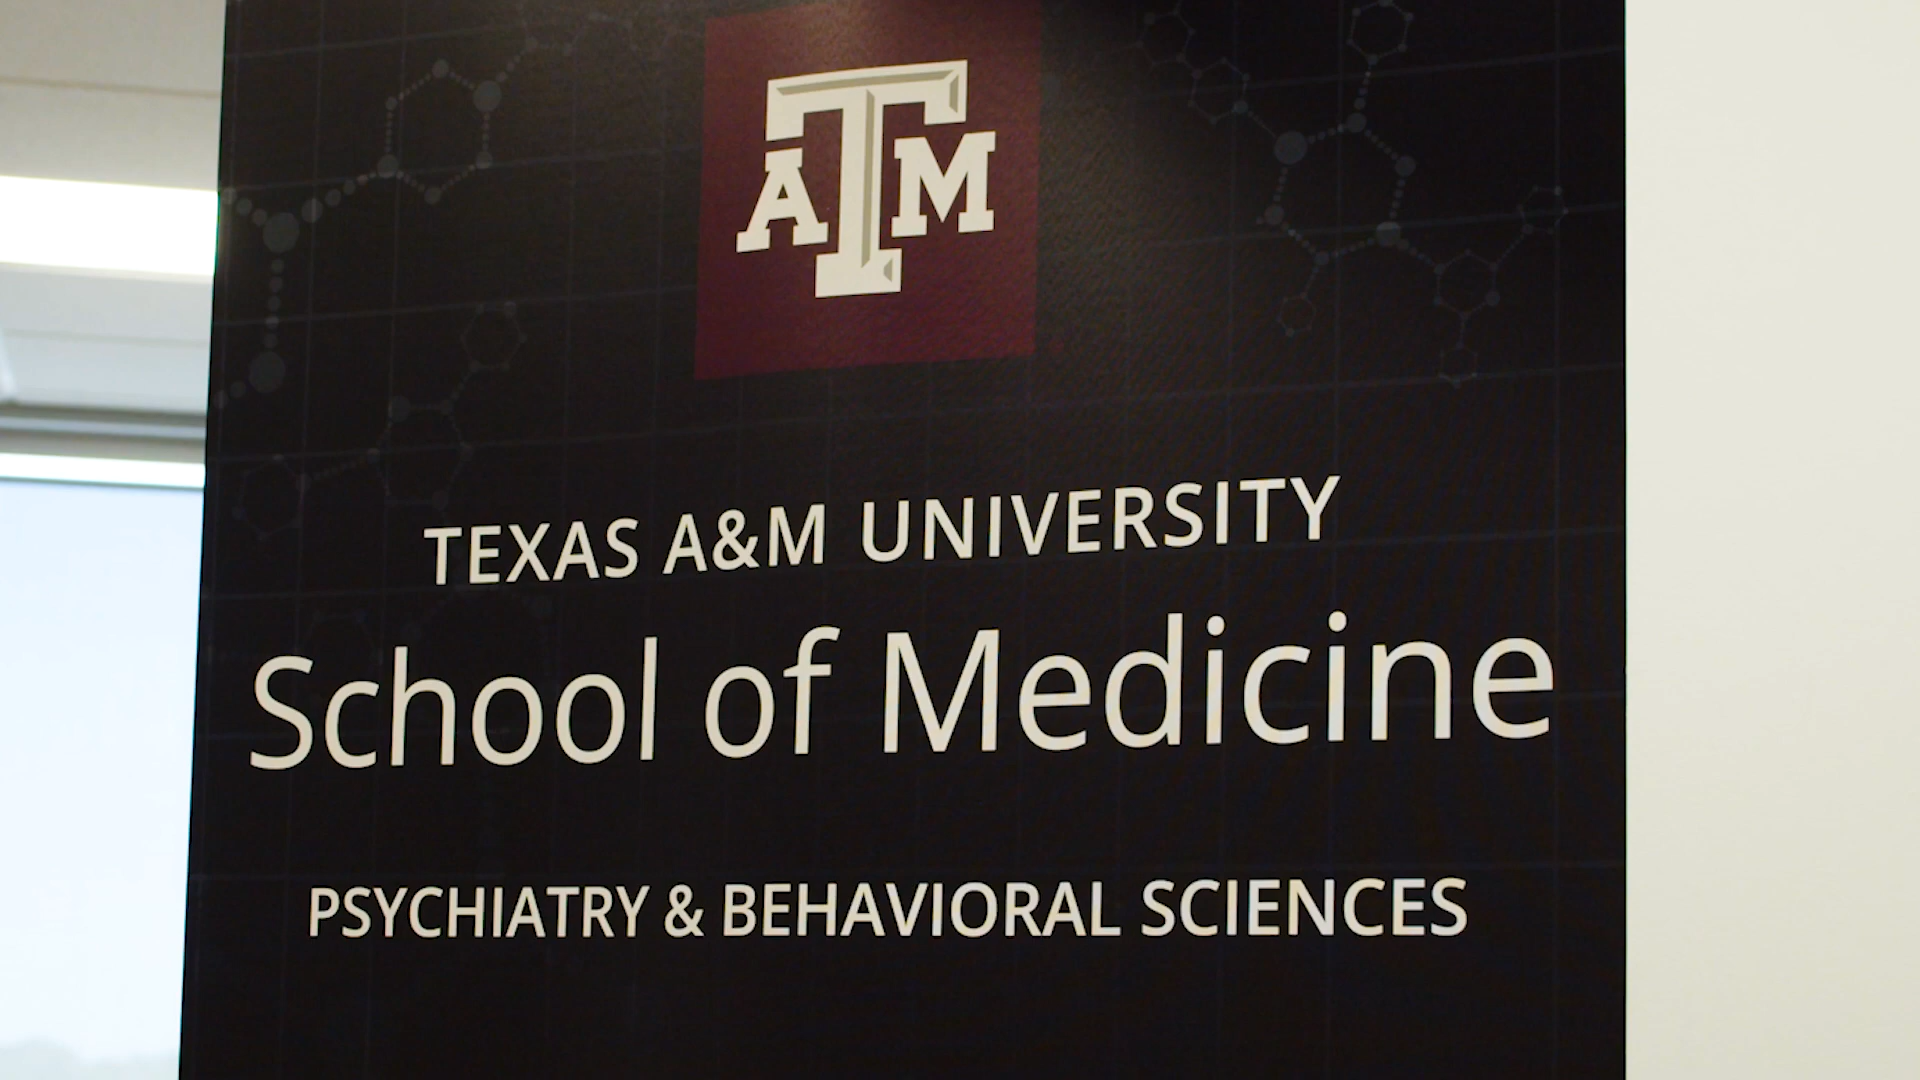 ATM
TEXAS A&M UNIVERSITY
School of Medicine
PSYCHIATRY & BEHAVIORAL SCIENCES